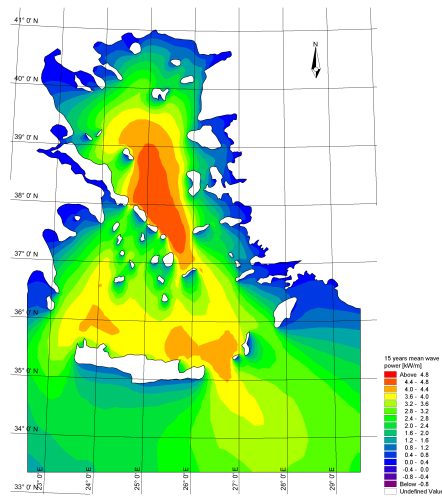 41° 0' N
N
40° 0' N
39° 0' N
38° 0' N
37° 0' N
36° 0' N
35° 0' N
34° 0' N
33° 0' N
23° 0' E
24° 0' E
25° 0' E
26° 0' E
27° 0' E
28° 0' E
15 years mean wave
power [kW/m]
Above 4.8
4.4 - 4.8
4.0 - 4.4
3.6 - 4.0
3.2 - 3.6
2.8 - 3.2
2.4 - 2.8
2.0 - 2.4
1.6 - 2.0
1.2 - 1.6
0.8 - 1.2
0.4 - 0.8
0.0 - 0.4
-0.4 - 0.0
-0.8 - -0.4
Below -0.8
Undefined Value